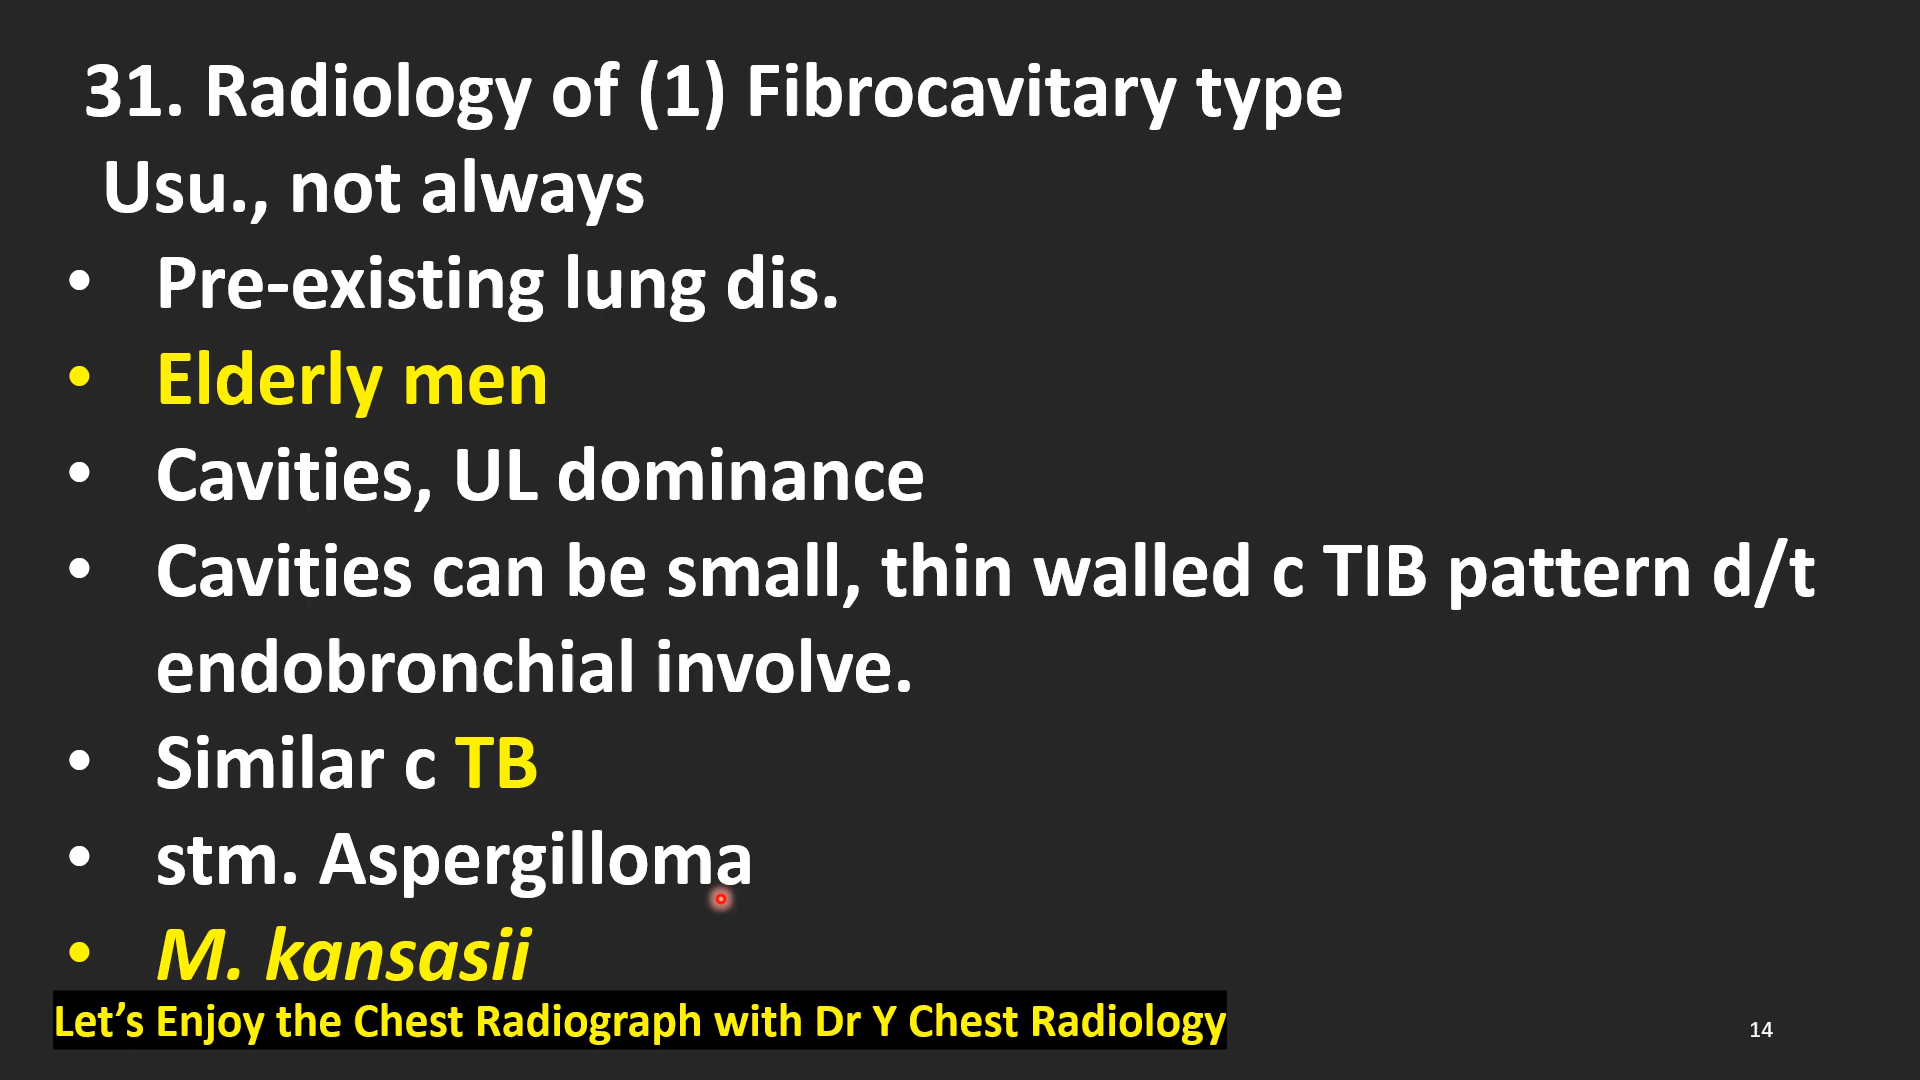 31. Radiology of (1) Fibrocavitary type
Usu., not always
• Pre-existing lung dis.
• Elderly men
• Cavities, UL dominance
• Cavities can be small, thin walled c TIB pattern d/t
endobronchial involve.
• Similar c TB
• stm. Aspergilloma
• M. kansasii
Let’s Enjoy the Chest Radiograph with Dr Y Chest Radiology
14